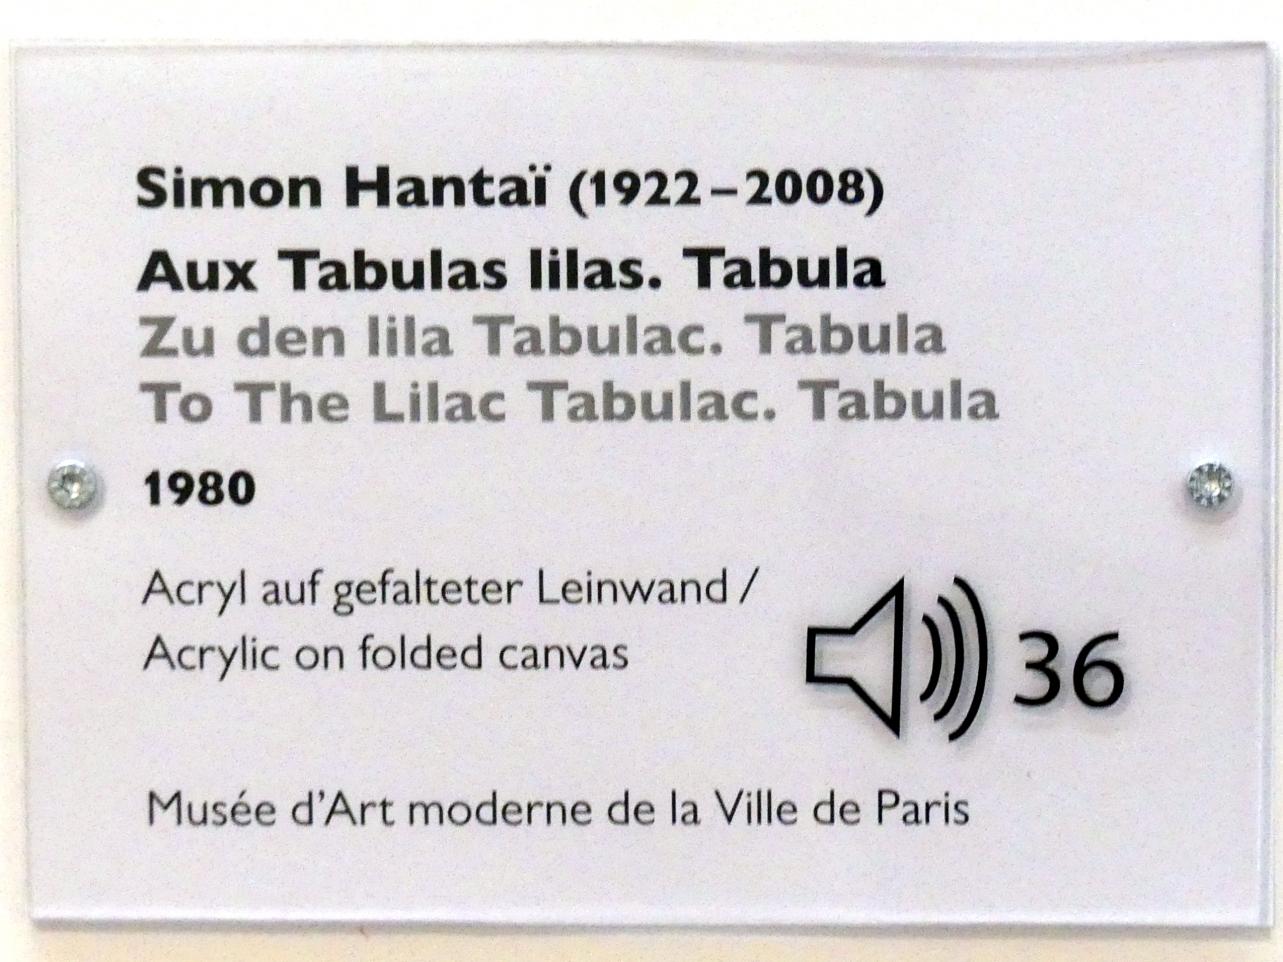 Simon Hantaï (1922–2008)
Aux Tabulas lilas. Tabula
Zu den lila Tabulac. Tabula
To The Lilac Tabulac. Tabula
1980
Acryl auf gefalteter Leinwand /
Acrylic on folded canvas
36
Musée d’Art moderne de la Ville de Paris